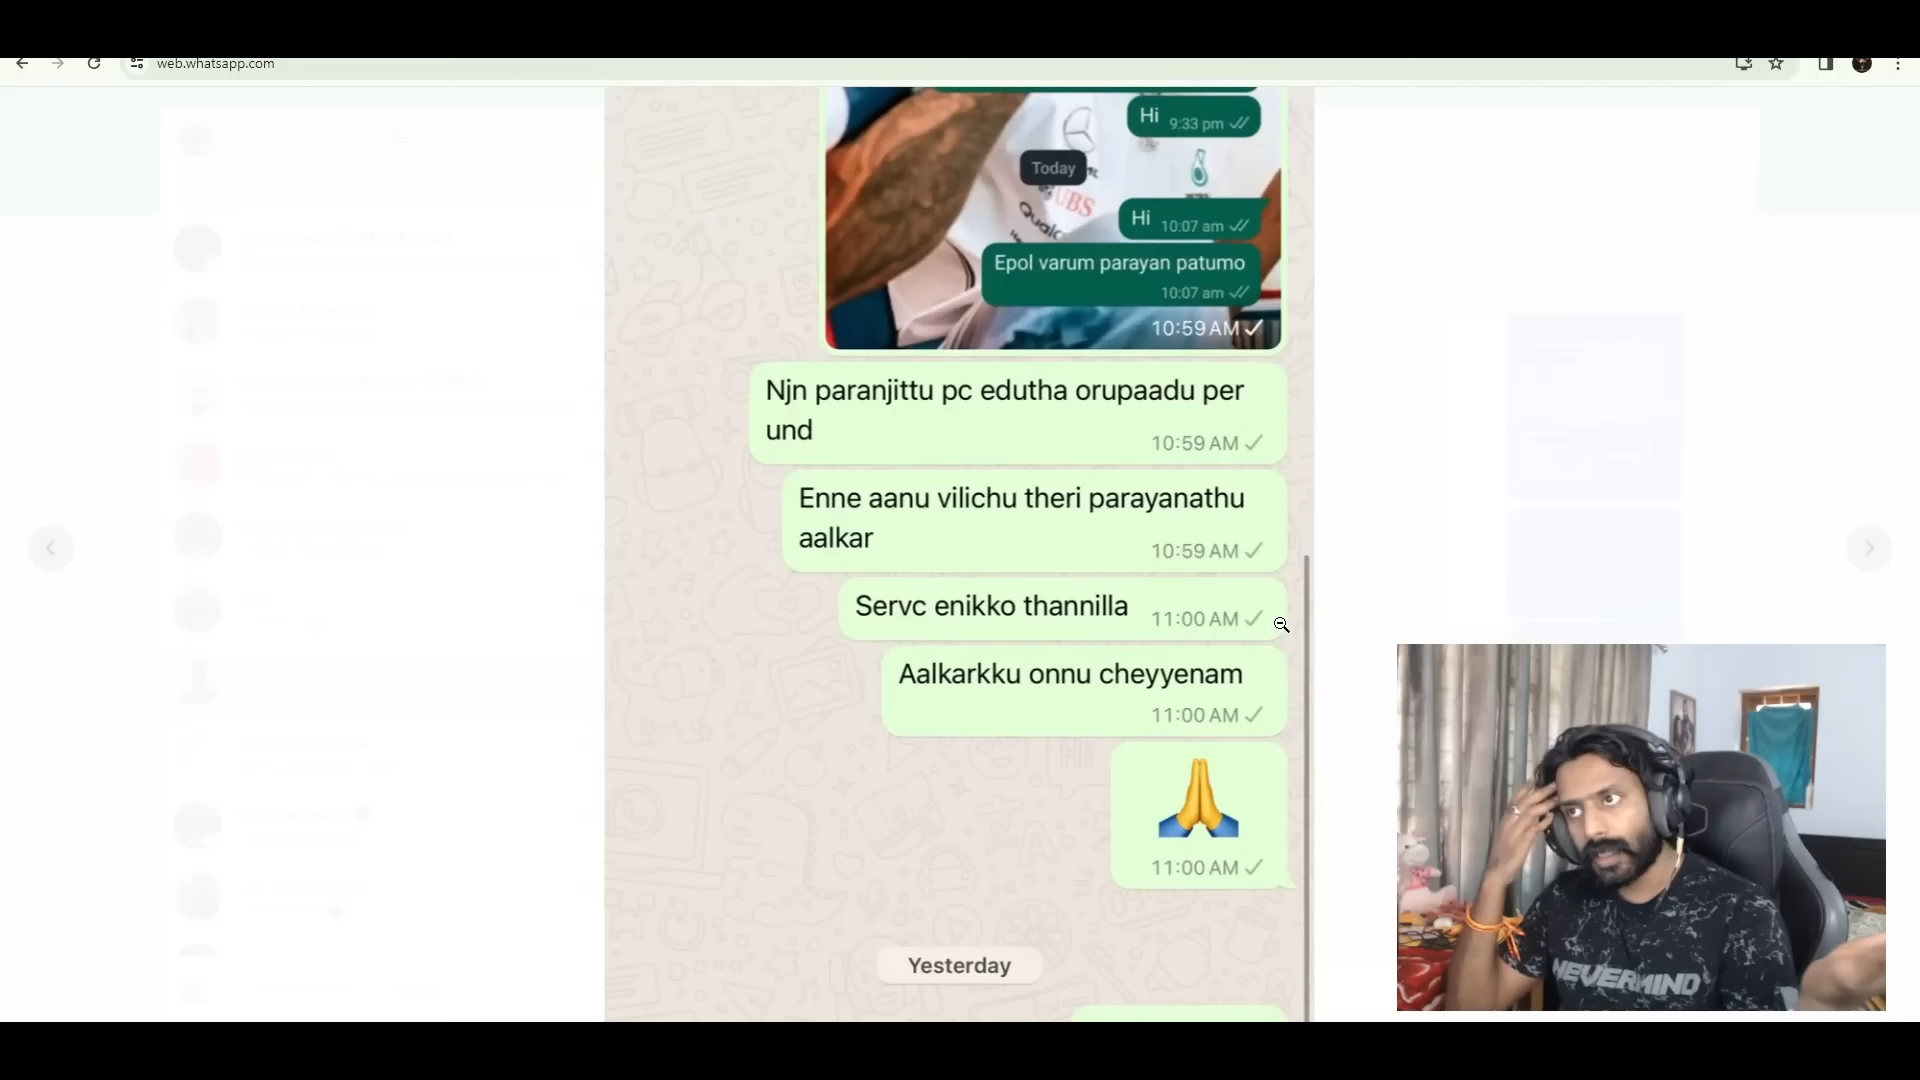 web.whatsapp.com
Hi 9:33 pm
Today
UBS
Hi 10:07 am
Epol varum parayan patumo
10:07 am
10:59 AM
Njn paranjittu pc edutha orupaadu per
und 10:59 AM
Enne aanu vilichu theri parayanathu
aalkar 10:59 AM
Servc enikko thannilla 11:00 AM
Aalkarkku onnu cheyyenam
11:00 AM
11:00 AM
Yesterday
NEVERMIND